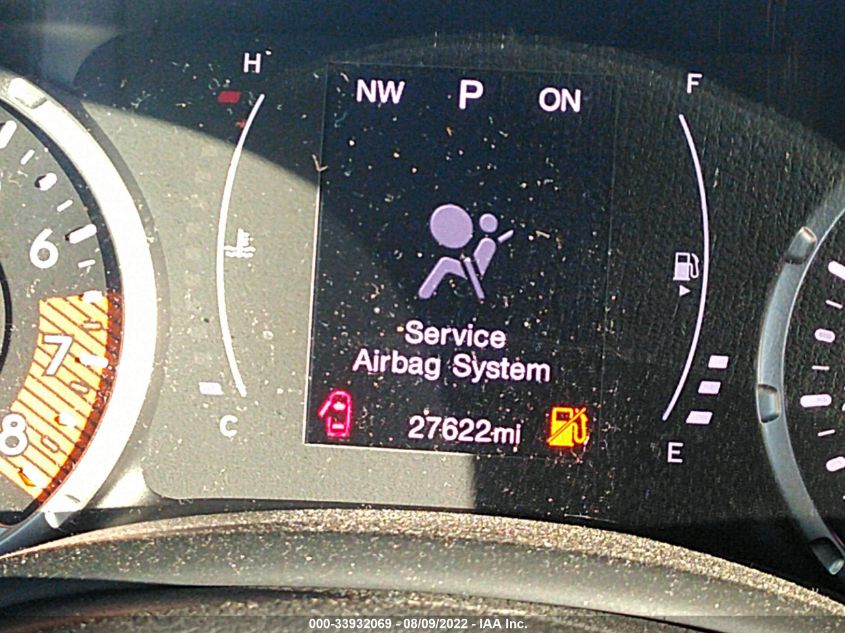 H
F
NW P ON
6
7
8
Service
Airbag System
27622mi
C
E
000-33932069 - 08/09/2022 - IAA Inc.